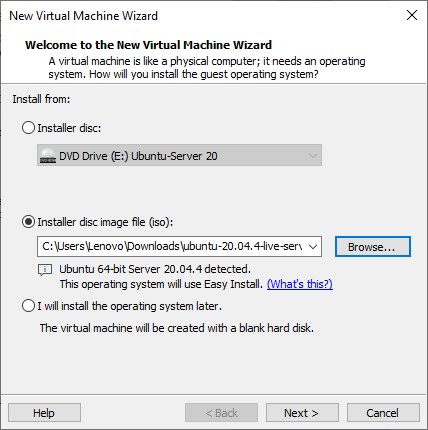 New Virtual Machine Wizard
Welcome to the New Virtual Machine Wizard
A virtual machine is like a physical computer; it needs an operating
system. How will you install the guest operating system?
Install from:
Installer disc:
DVD Drive (E:) Ubuntu-Server 20
Installer disc image file (iso):
C:\Users\Lenovo\Downloads\ubuntu-20.04.4-live-serv
Browse...
Ubuntu 64-bit Server 20.04.4 detected.
This operating system will use Easy Install. (What's this?)
I will install the operating system later.
The virtual machine will be created with a blank hard disk.
Help
< Back
Next >
Cancel